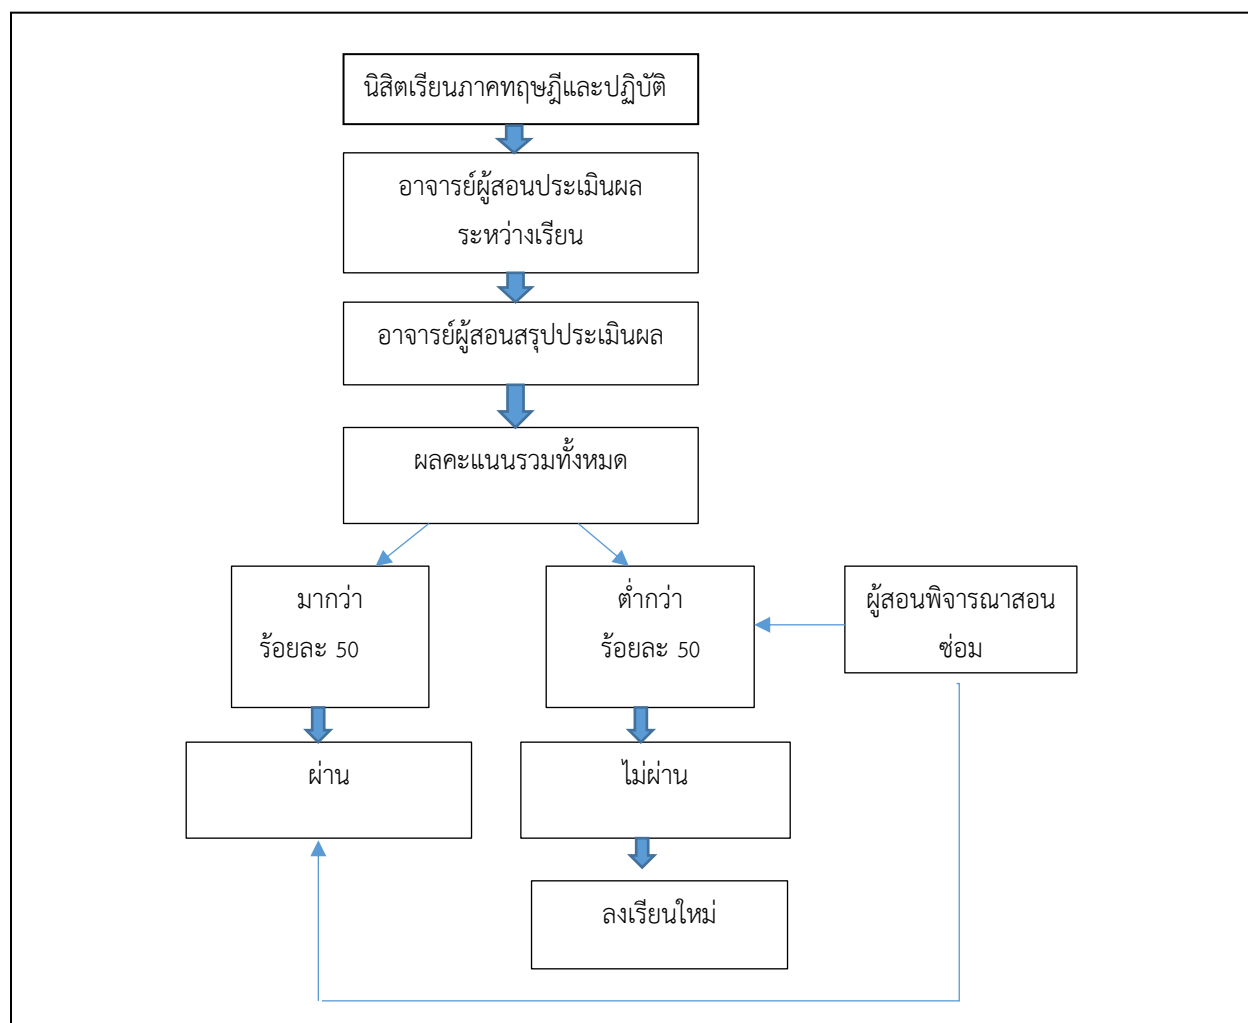 นิสิตเรียนภาคทฤษฎีและปฏิบัติ
อาจารย์ผู้สอนประเมินผล
ระหว่างเรียน
อาจารย์ผู้สอนสรุปประเมินผล
ผลคะแนนรวมทั้งหมด
มากว่า
ร้อยละ 50
ต่ำกว่า
ร้อยละ 50
ผู้สอนพิจารณาสอน
ซ่อม
ผ่าน
ไม่ผ่าน
ลงเรียนใหม่